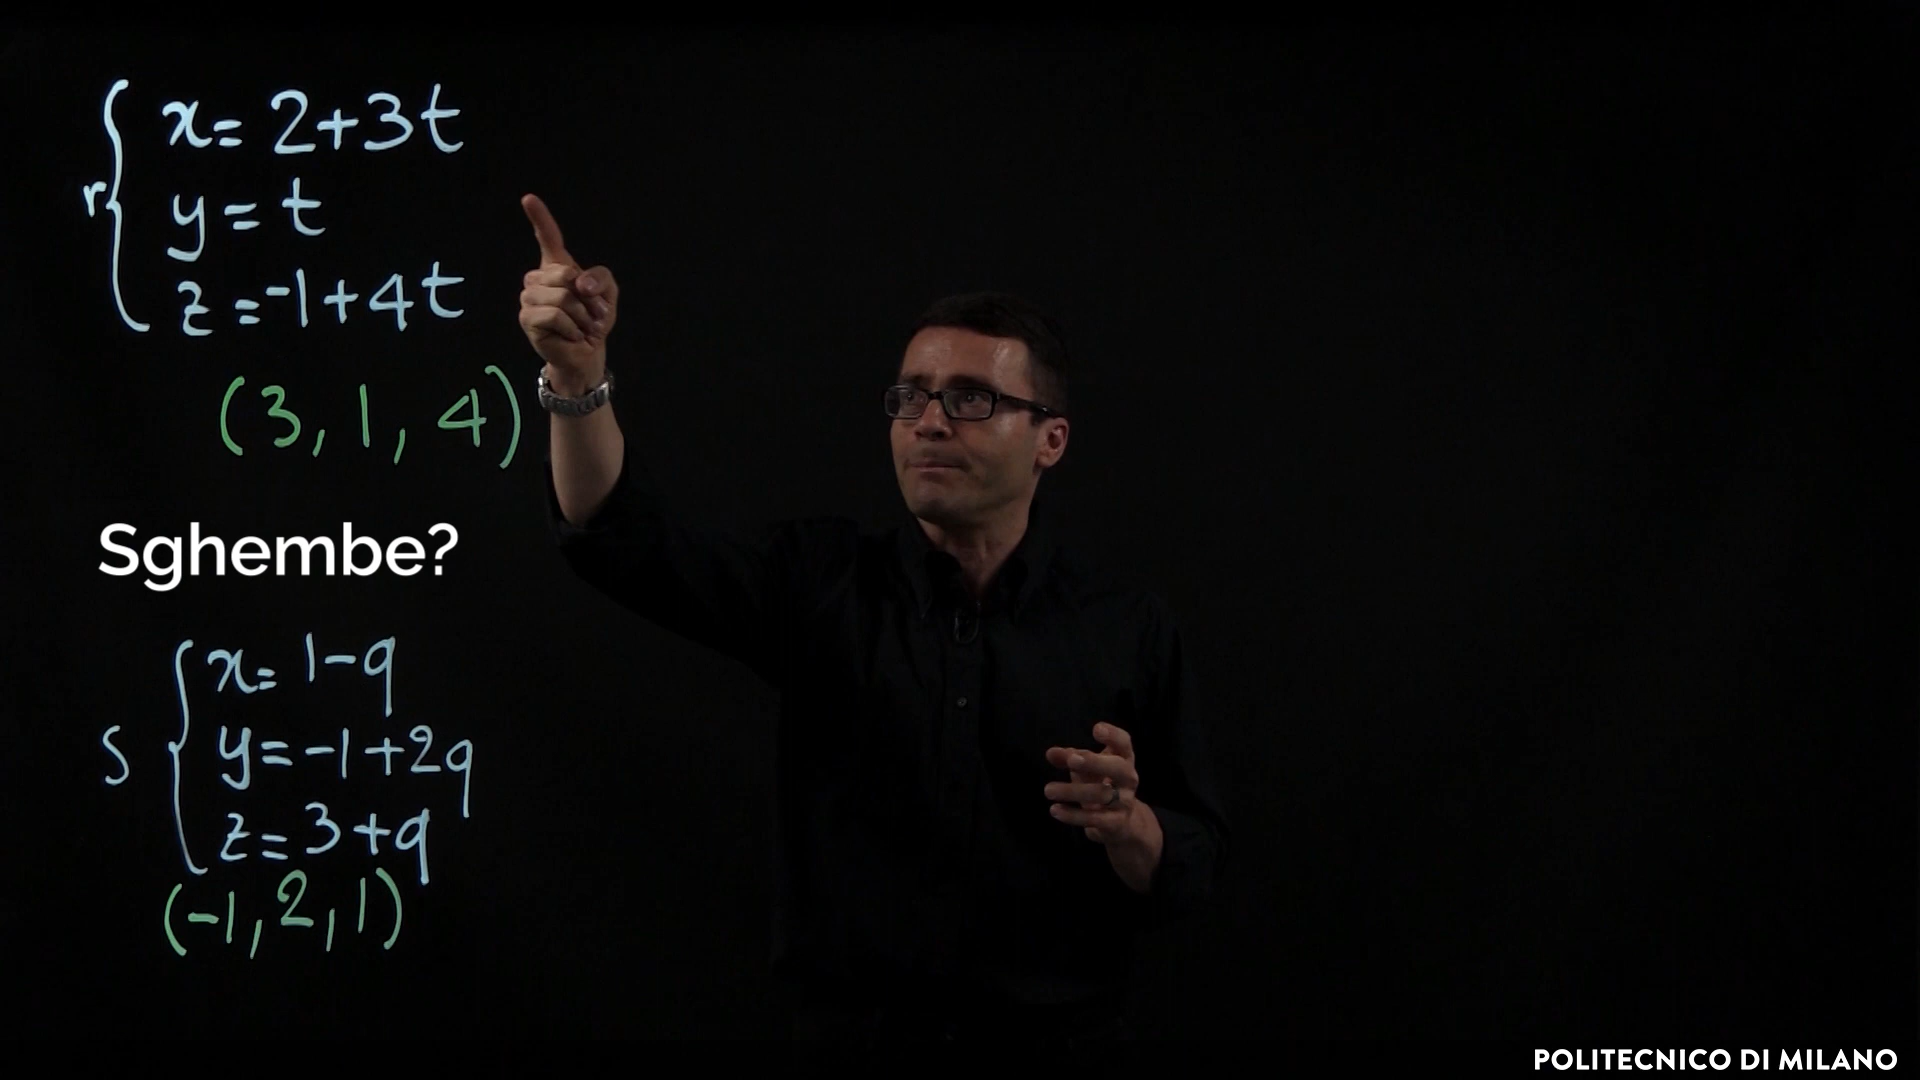 r { x = 2+3t
y = t
z = -1+4t
(3, 1, 4)
Sghembe?
s { x = 1-q
y = -1+2q
z = 3+q
(-1, 2, 1)
POLITECNICO DI MILANO